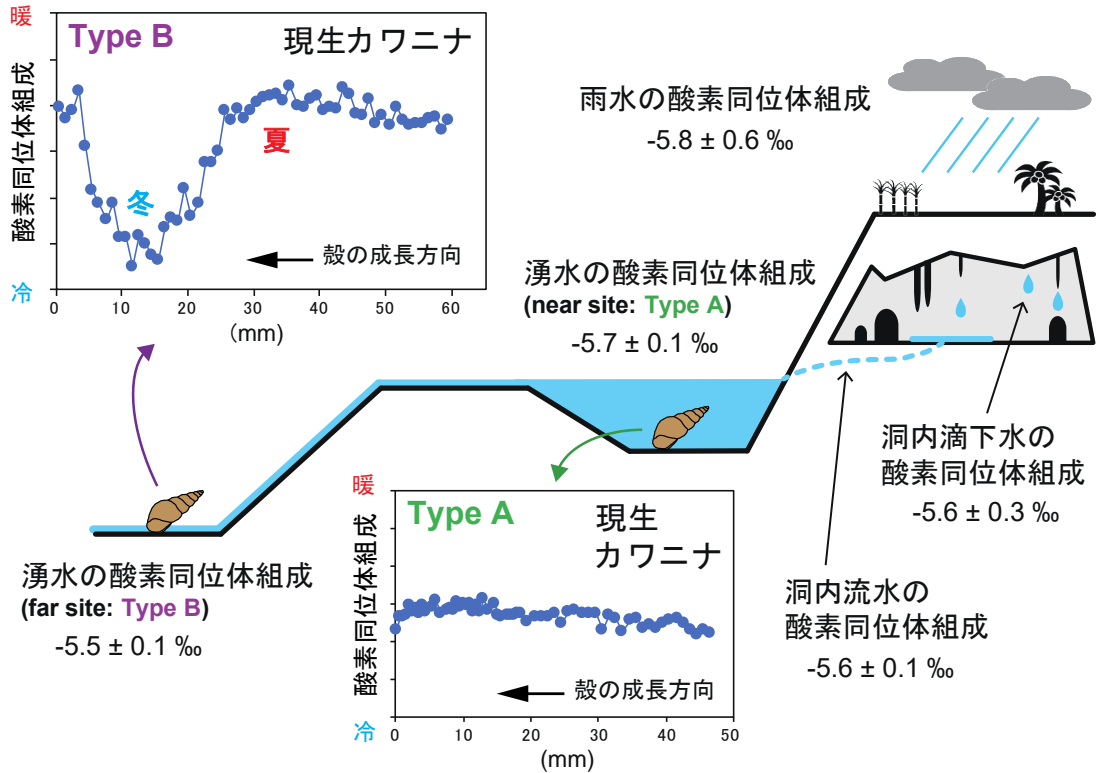 暖
Type B
現生カワニナ
酸素同位体組成
夏
冬
殻の成長方向
冷
0
10
20
30
40
50
60
(mm)
雨水の酸素同位体組成
-5.8 ± 0.6 ‰
湧水の酸素同位体組成
(near site: Type A)
-5.7 ± 0.1 ‰
洞内滴下水の
酸素同位体組成
-5.6 ± 0.3 ‰
洞内流水の
酸素同位体組成
-5.6 ± 0.1 ‰
湧水の酸素同位体組成
(far site: Type B)
-5.5 ± 0.1 ‰
暖
Type A
現生
カワニナ
酸素同位体組成
殻の成長方向
冷
0
10
20
30
40
50
(mm)